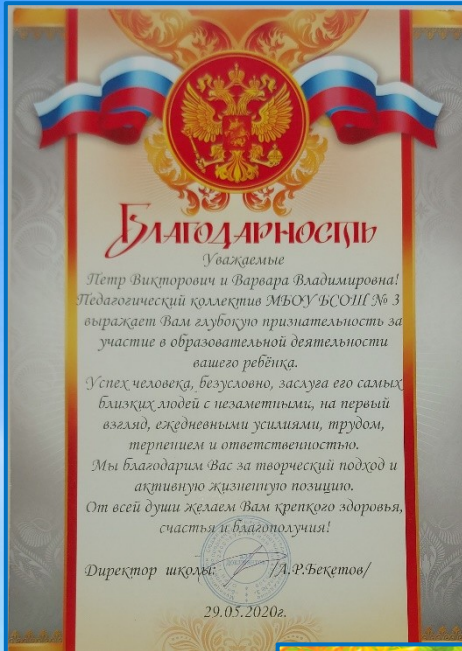 Благодарность
Уважаемые
Петр Викторович и Варвара Владимировна!
Педагогический коллектив МБОУ БСОШ № 3
выражает Вам глубокую признательность за
участие в образовательной деятельности
вашего ребёнка.
Успех человека, безусловно, заслуга его самых
близких людей с незаметными, на первый
взгляд, ежедневными усилиями, трудом,
терпением и ответственностью.
Мы благодарим Вас за творческий подход и
активную жизненную позицию.
От всей души желаем Вам крепкого здоровья,
счастья и благополучия!
Директор школы: /А.Р.Бекетов/
29.05.2020г.